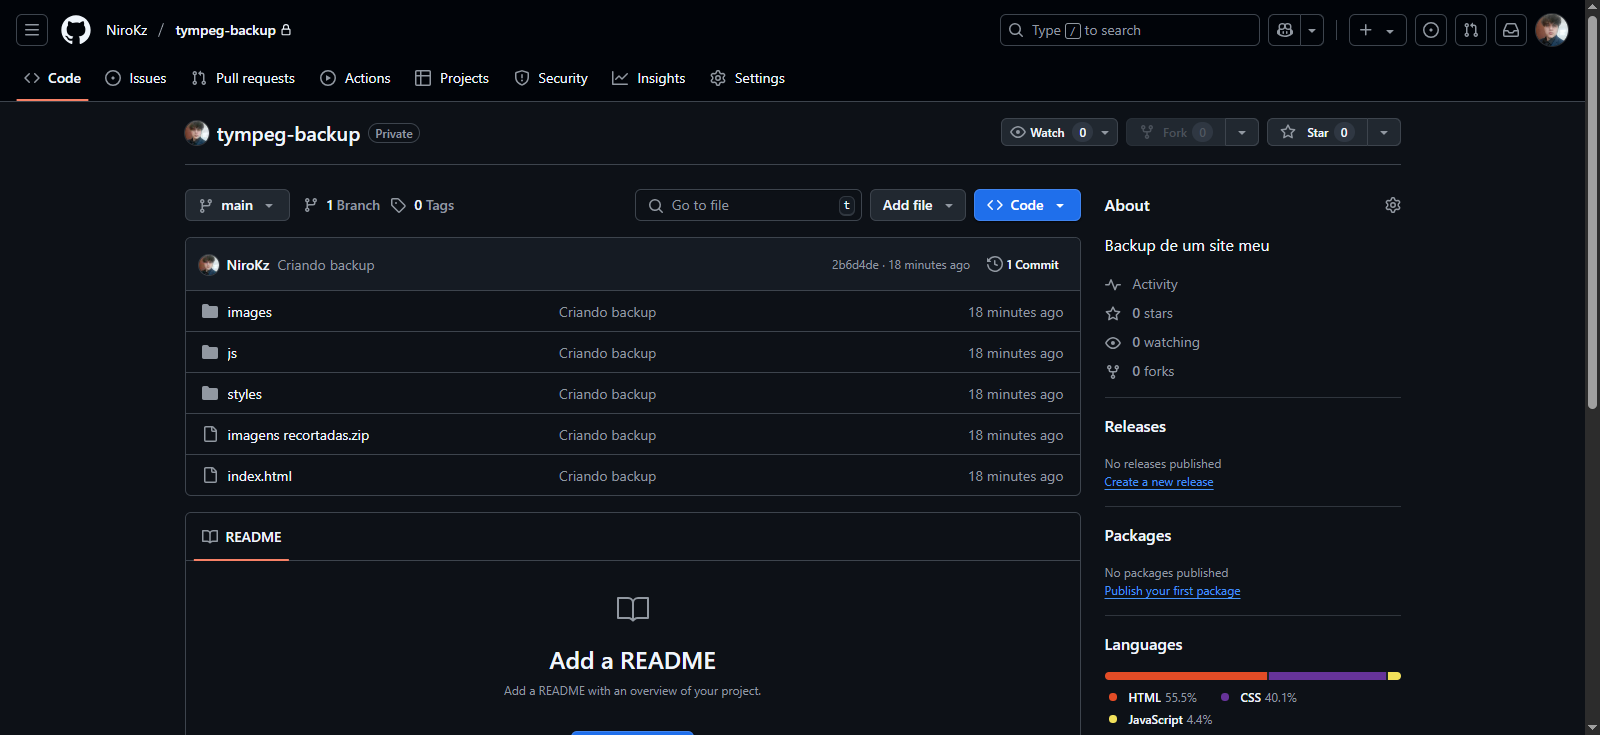 NiroKz / tympeg-backup
Type / to search
Code Issues Pull requests Actions Projects Security Insights Settings
tympeg-backup Private
Watch 0 Fork 0 Star 0
main 1 Branch 0 Tags Go to file t Add file Code
NiroKz Criando backup 2b6d4de · 18 minutes ago 1 Commit
images Criando backup 18 minutes ago
js Criando backup 18 minutes ago
styles Criando backup 18 minutes ago
imagens recortadas.zip Criando backup 18 minutes ago
index.html Criando backup 18 minutes ago
README
Add a README
Add a README with an overview of your project.
About
Backup de um site meu
Activity
0 stars
0 watching
0 forks
Releases
No releases published
Create a new release
Packages
No packages published
Publish your first package
Languages
HTML 55.5% CSS 40.1%
JavaScript 4.4%